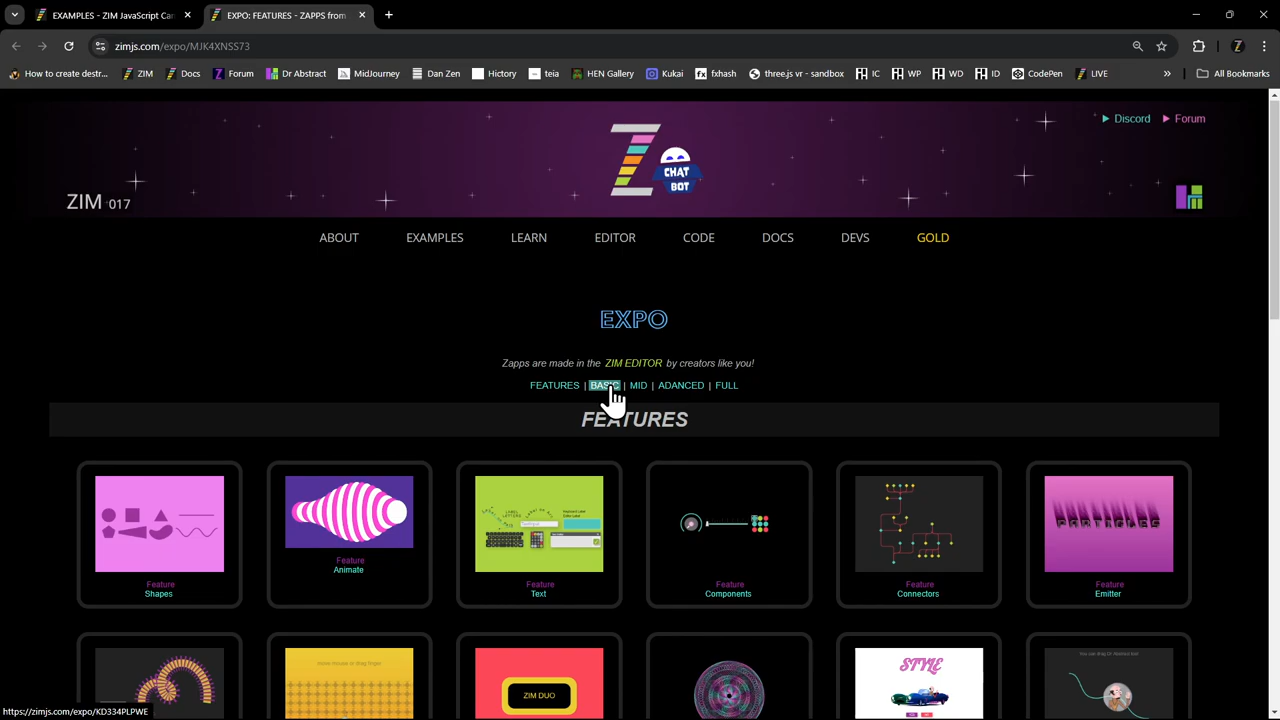 EXAMPLES - ZIM JavaScript Car
EXPO: FEATURES - ZAPPS from
zimjs.com/expo/MJK4XNSS73
How to create destr...
ZIM
Docs
Forum
Dr Abstract
MidJourney
Dan Zen
Hictory
teia
HEN Gallery
Kukai
fxhash
three.js vr - sandbox
IC
WP
WD
ID
CodePen
LIVE
All Bookmarks
Discord
Forum
CHAT
BOT
ZIM 017
ABOUT
EXAMPLES
LEARN
EDITOR
CODE
DOCS
DEVS
GOLD
EXPO
Zapps are made in the ZIM EDITOR by creators like you!
FEATURES | BASIC | MID | ADANCED | FULL
FEATURES
Feature
Shapes
Feature
Animate
Feature
Text
Feature
Components
Feature
Connectors
PARTICLES
Feature
Emitter
ZIM DUO
STYLE
https://zimjs.com/expo/KD334PLPWE